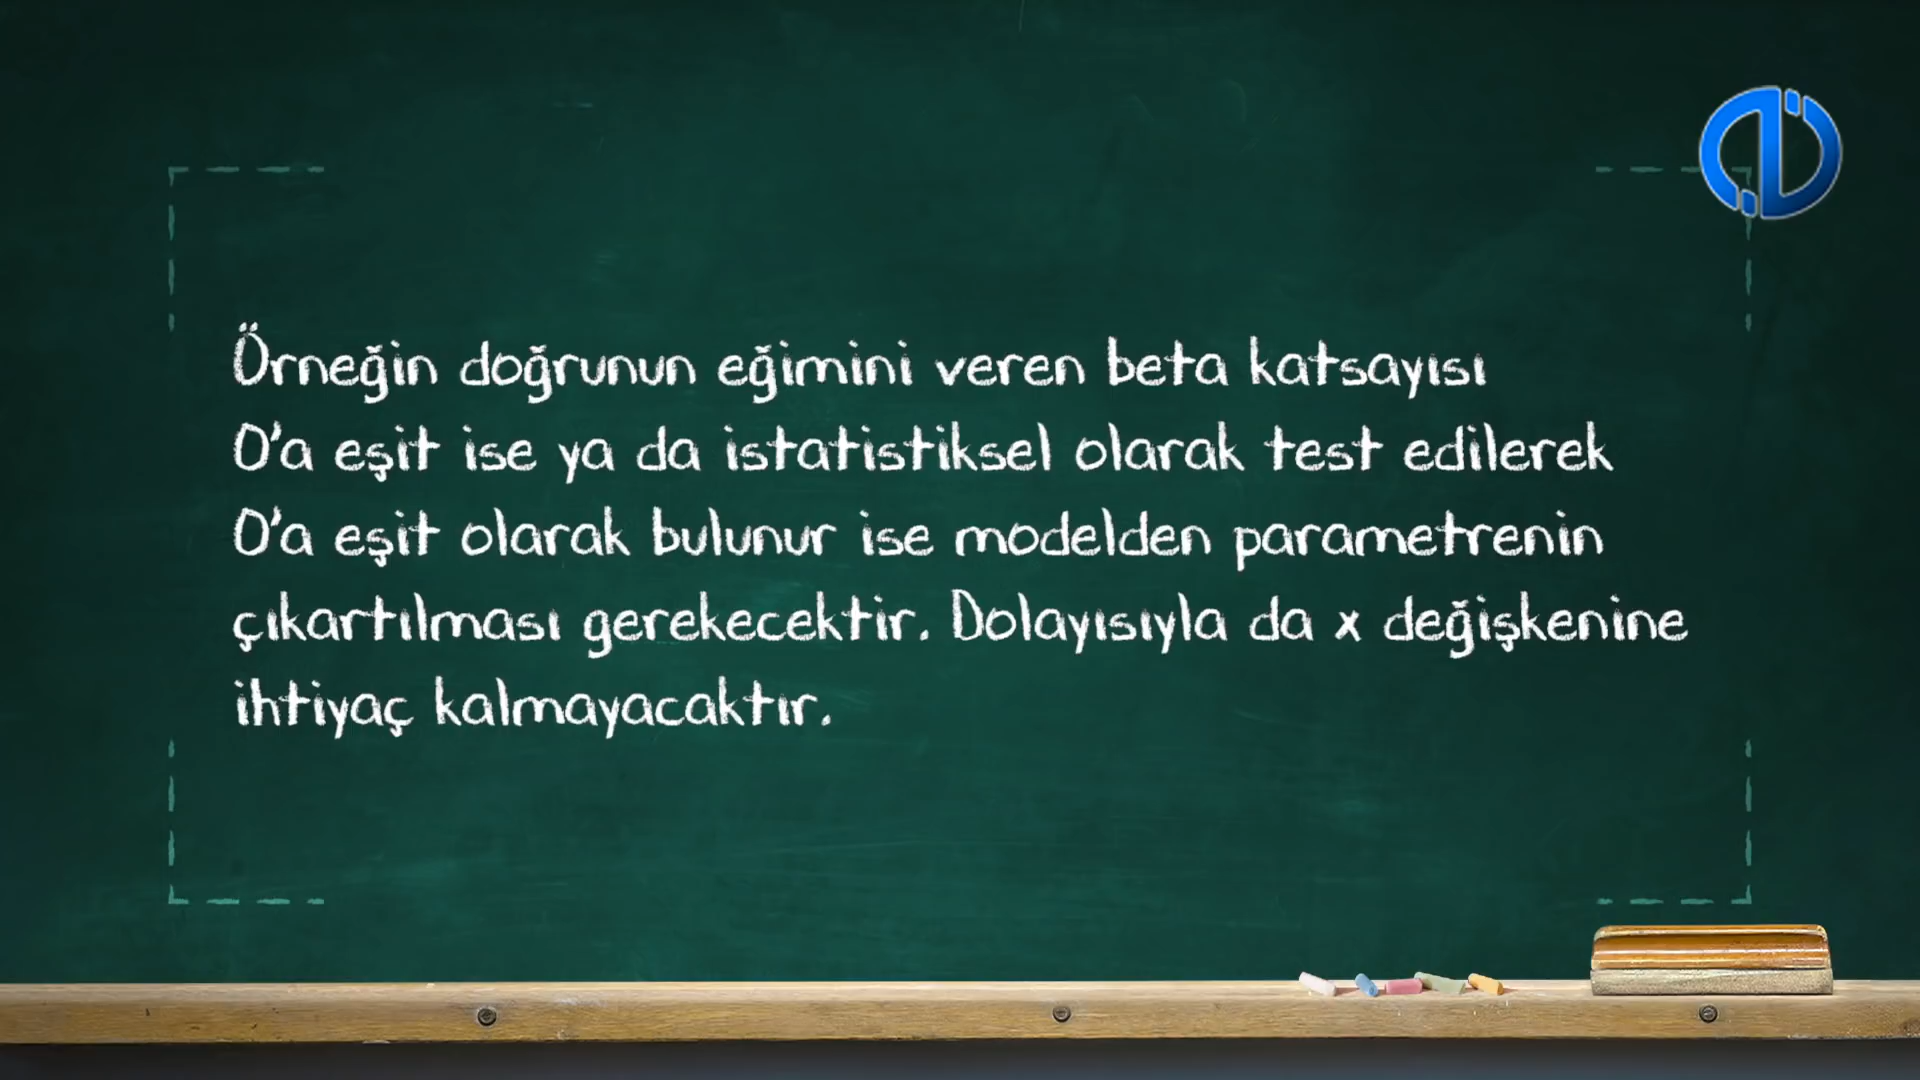 Örneğin doğrunun eğimini veren beta katsayısı
0'a eşit ise ya da istatistiksel olarak test edilerek
0'a eşit olarak bulunur ise modelden parametrenin
çıkartılması gerekecektir. Dolayısıyla da x değişkenine
ihtiyaç kalmayacaktır.